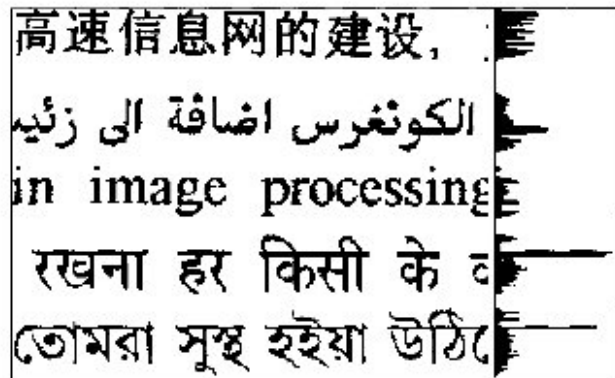 高速信息网的建设,
الكونغرس اضافة الى
in image processing
रखना हर किसी के
তোমরা সুস্থ হইয়া